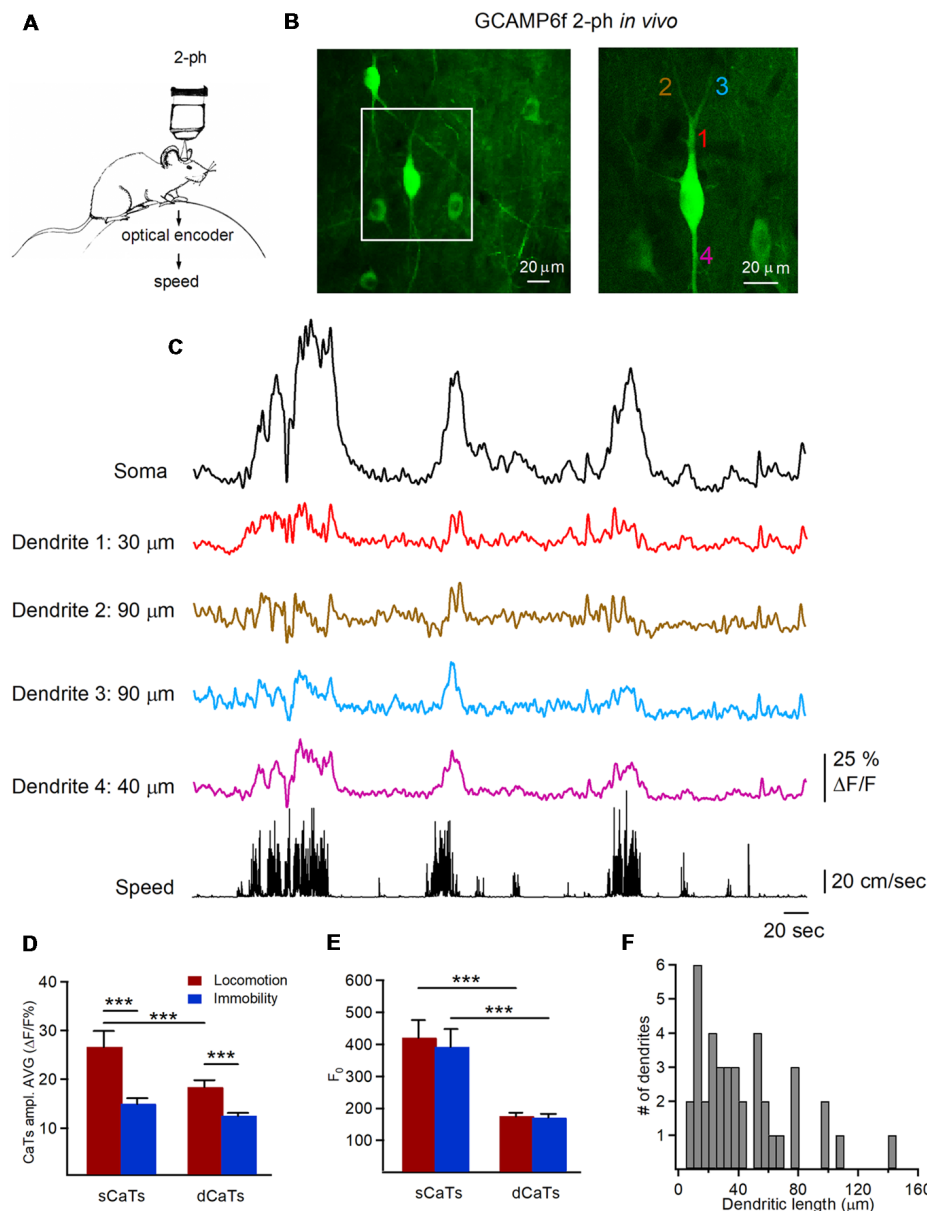 A
2-ph
optical encoder
speed
B
GCAMP6f 2-ph in vivo
20 µm
2
3
1
4
20 µm
C
Soma
Dendrite 1: 30 µm
Dendrite 2: 90 µm
Dendrite 3: 90 µm
Dendrite 4: 40 µm
25 %
ΔF/F
Speed
20 cm/sec
20 sec
D
CaTs ampl. AVG (ΔF/F%)
40
30
20
10
Locomotion
Immobility
***
***
***
sCaTs
dCaTs
E
F0
600
500
400
300
200
100
***
***
sCaTs
dCaTs
F
# of dendrites
6
5
4
3
2
1
0
0 40 80 120 160
Dendritic length (µm)